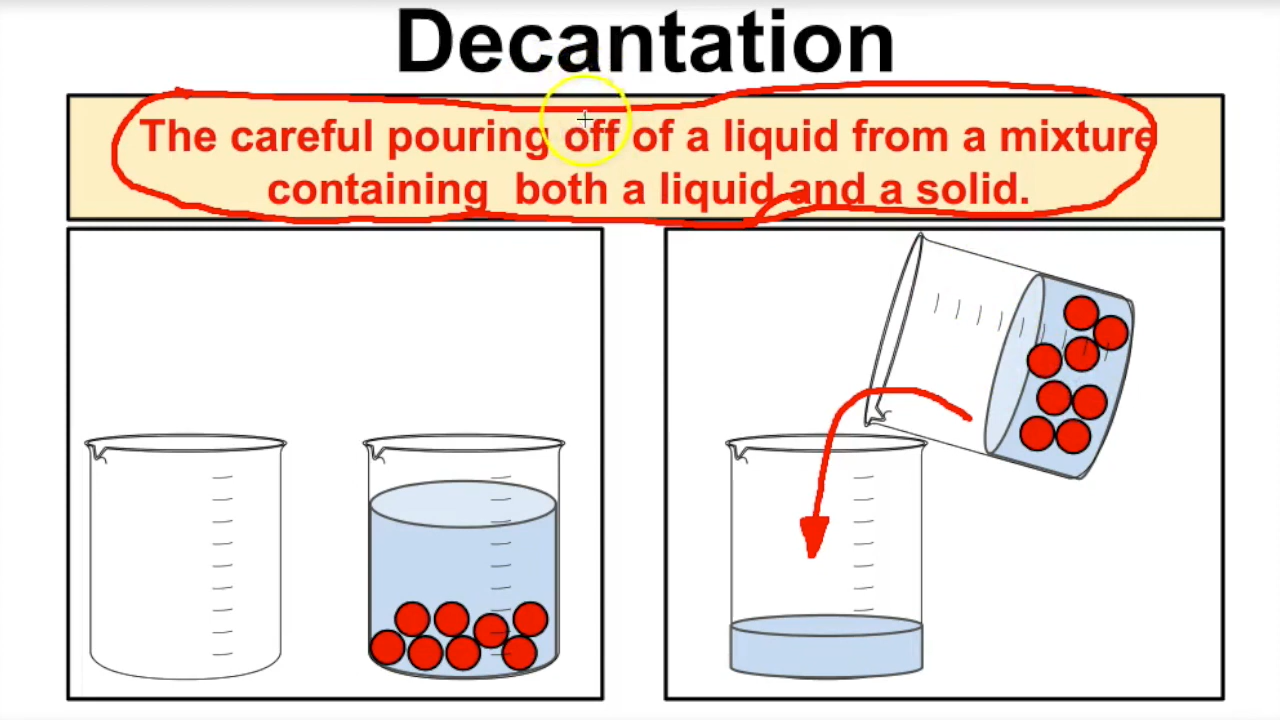 Decantation
The careful pouring off of a liquid from a mixture
containing both a liquid and a solid.